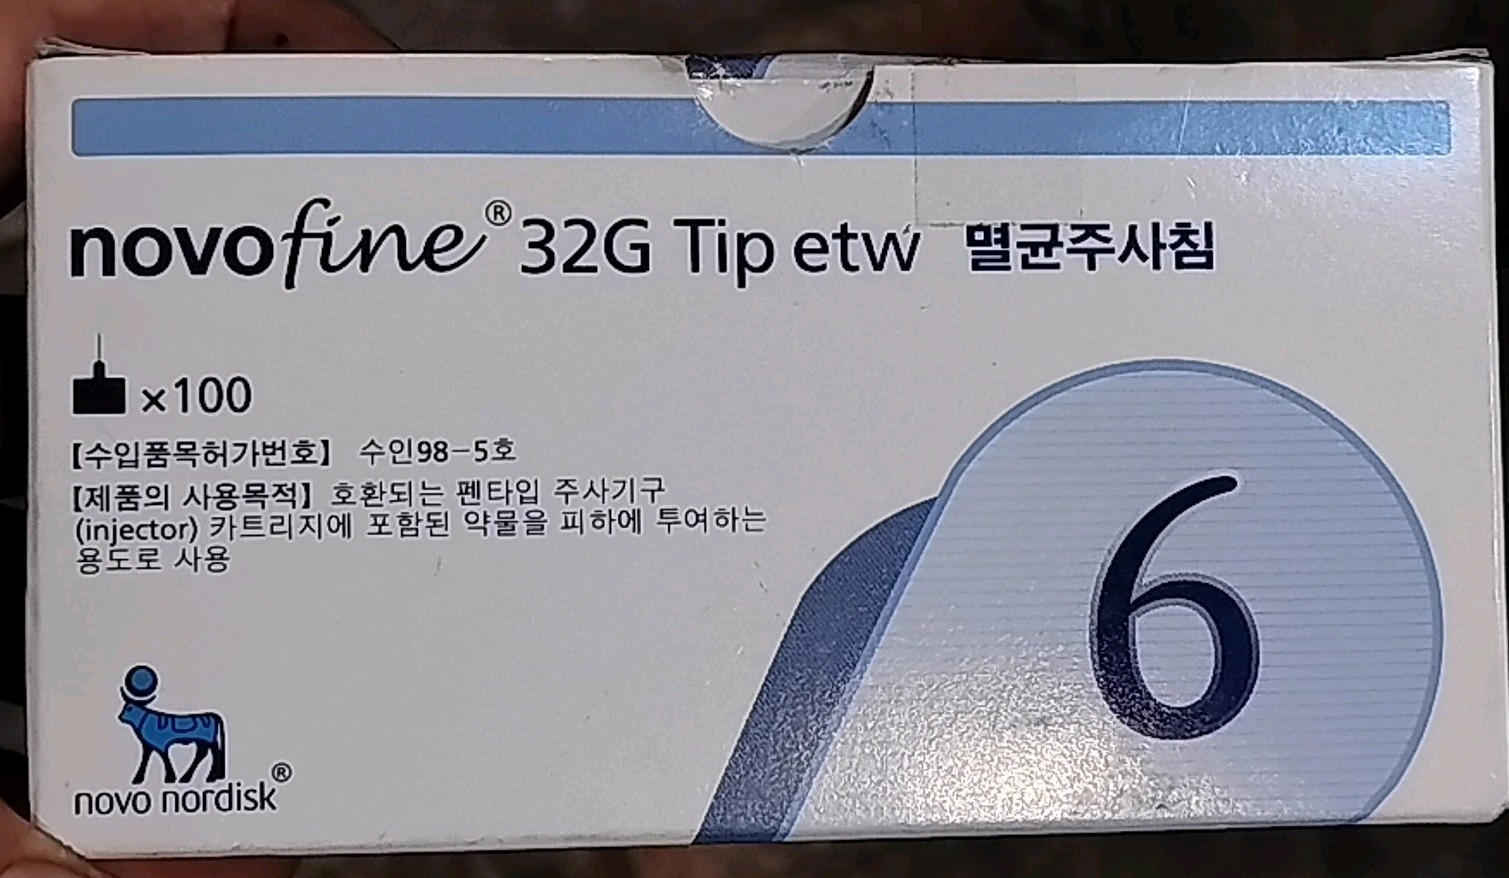 novofine® 32G Tip etw 멸균주사침
x100
[수입품목허가번호] 수인98-5호
[제품의 사용목적] 호환되는 펜타입 주사기구
(injector) 카트리지에 포함된 약물을 피하에 투여하는
용도로 사용
6
novo nordisk®